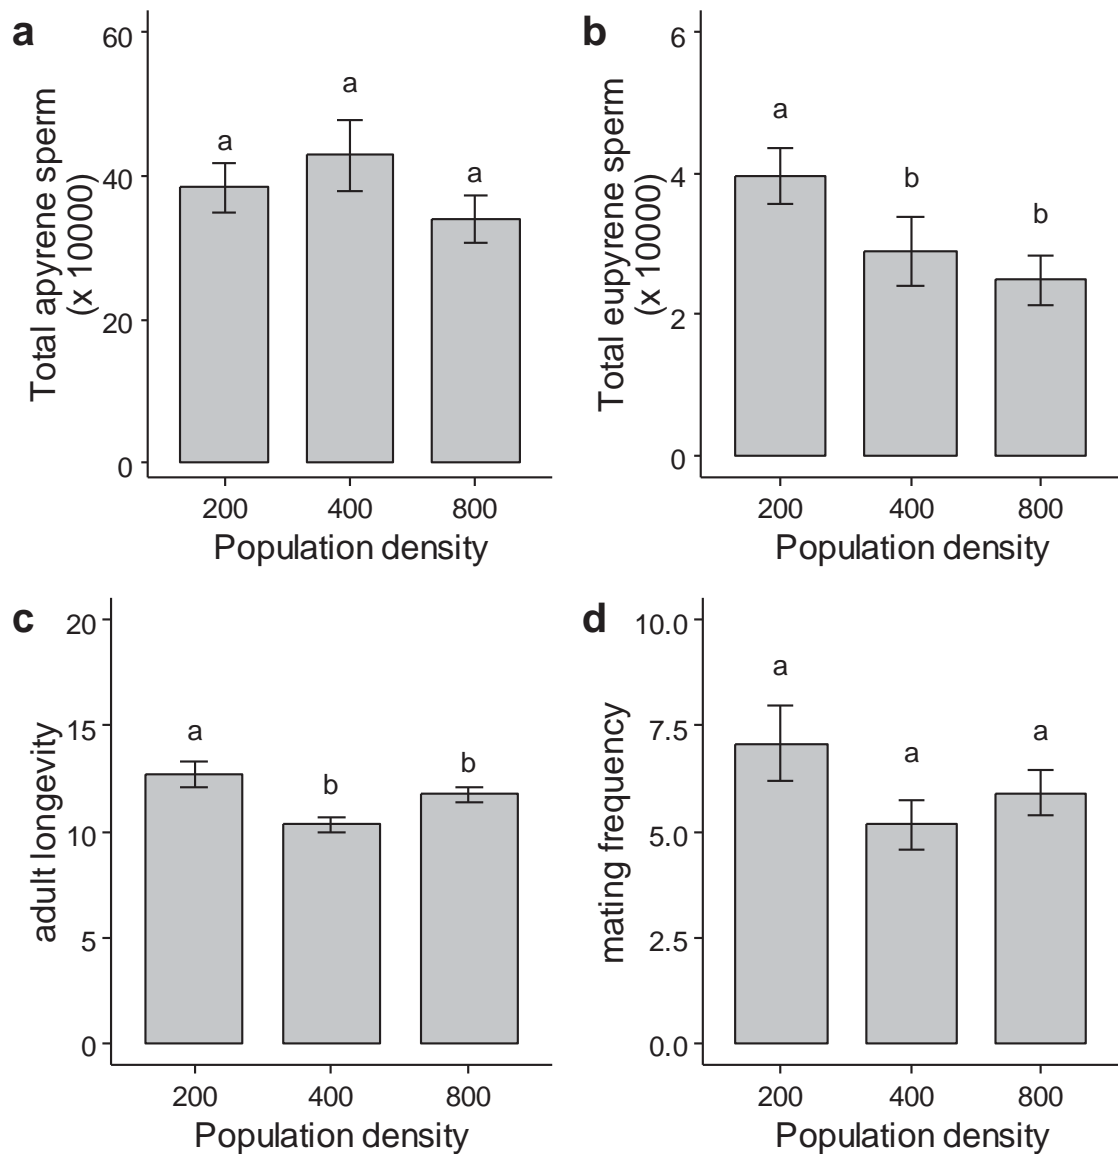 a
Total apyrene sperm
(x 10000)
60
40
20
0
a
a
a
200
400
800
Population density
b
Total eupyrene sperm
(x 10000)
6
4
2
0
a
b
b
200
400
800
Population density
c
adult longevity
20
15
10
5
0
a
b
b
200
400
800
Population density
d
mating frequency
10.0
7.5
5.0
2.5
0.0
a
a
a
200
400
800
Population density